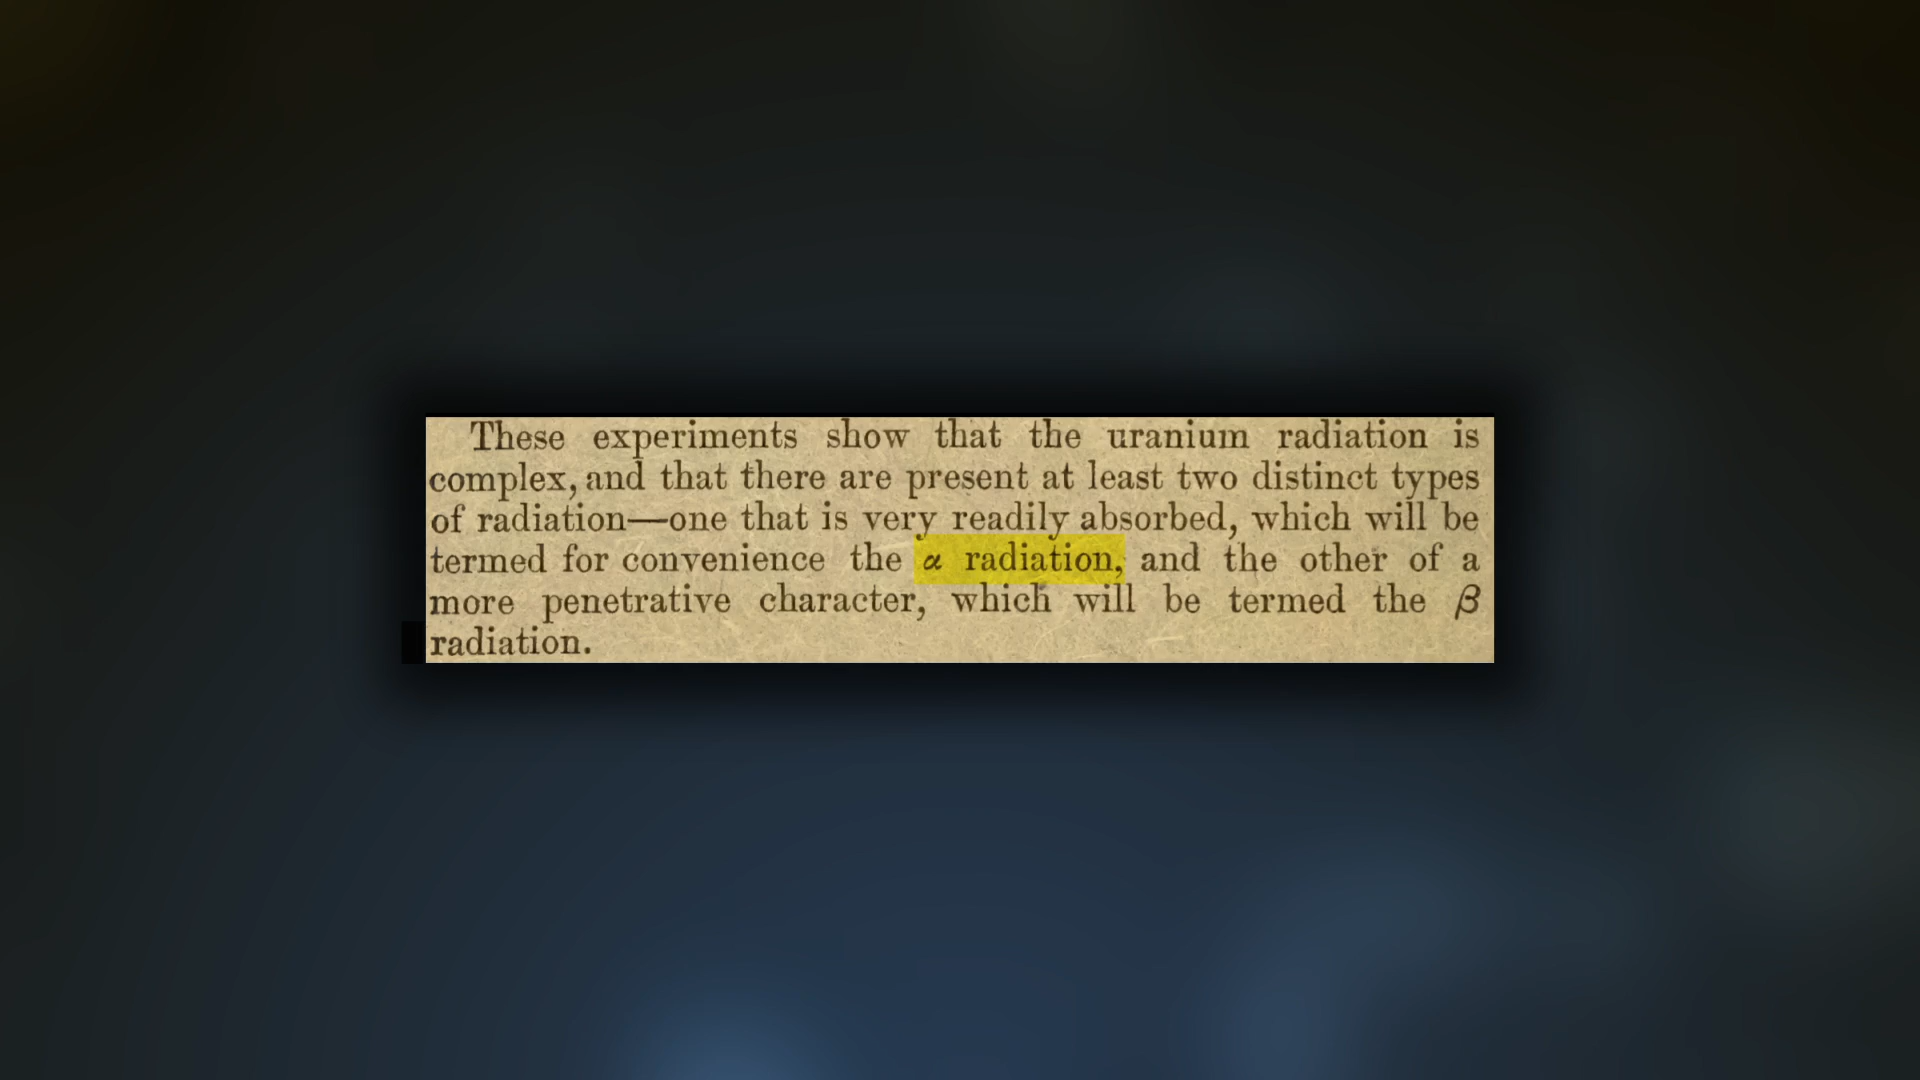 These experiments show that the uranium radiation is
complex, and that there are present at least two distinct types
of radiation—one that is very readily absorbed, which will be
termed for convenience the α radiation, and the other of a
more penetrative character, which will be termed the β
radiation.